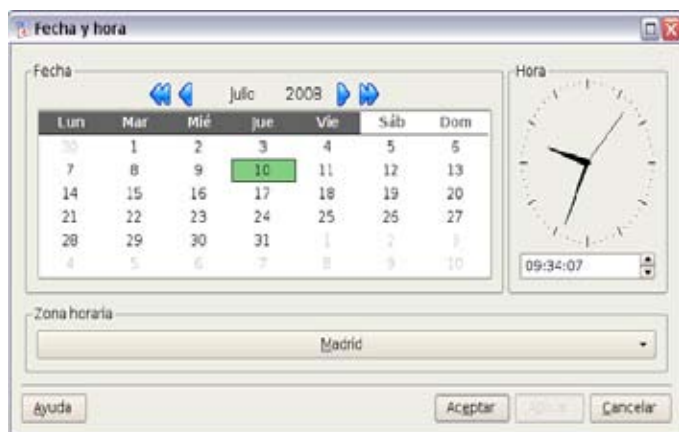 Fecha y hora
Fecha
Julio 2008
Lun Mar Mié Jue Vie Sáb Dom
30 1 2 3 4 5 6
7 8 9 10 11 12 13
14 15 16 17 18 19 20
21 22 23 24 25 26 27
28 29 30 31 1 2 3
4 5 6 7 8 9 10
Hora
09:34:07
Zona horaria
Madrid
Ayuda
Aceptar
Cancelar